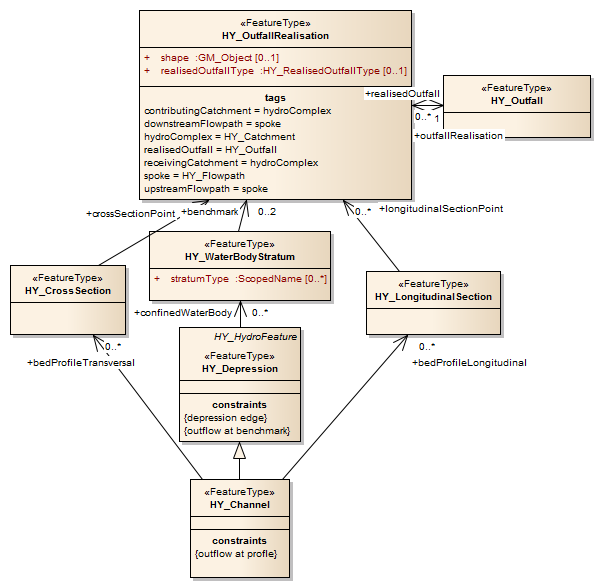 «FeatureType»
HY_OutfallRealisation
+ shape :GM_Object [0..1]
+ realisedOutfallType :HY_RealisedOutfallType [0..1]
tags
contributingCatchment = hydroComplex
downstreamFlowpath = spoke
hydroComplex = HY_Catchment
realisedOutfall = HY_Outfall
receivingCatchment = hydroComplex
spoke = HY_Flowpath
upstreamFlowpath = spoke
+realisedOutfall
0..* 1
+outfallRealisation
«FeatureType»
HY_Outfall
+crossSectionPoint
+benchmark 0..2
0..* +longitudinalSectionPoint
«FeatureType»
HY_WaterBodyStratum
+ stratumType :ScopedName [0..*]
«FeatureType»
HY_CrossSection
«FeatureType»
HY_LongitudinalSection
+confinedWaterBody 0..*
0..*
+bedProfileTransversal
0..*
+bedProfileLongitudinal
HY_HydroFeature
«FeatureType»
HY_Depression
constraints
{depression edge}
{outflow at benchmark}
«FeatureType»
HY_Channel
constraints
{outflow at profle}